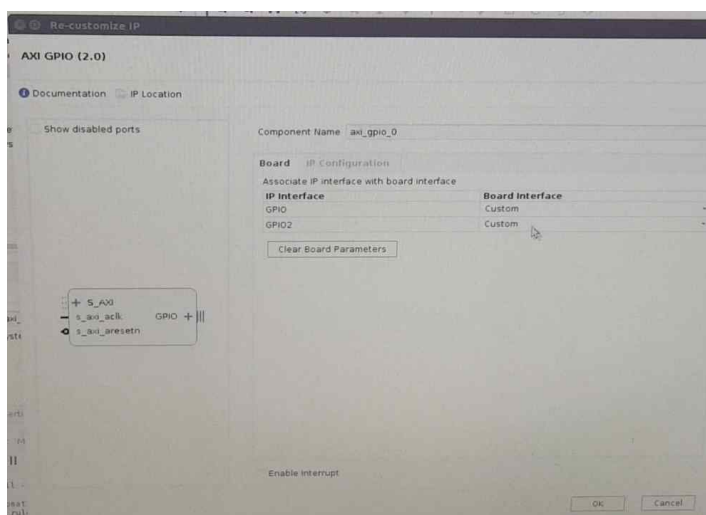 Re-customize IP
AXI GPIO (2.0)
Documentation IP Location
Show disabled ports
Component Name axi_gpio_0
Board IP Configuration
Associate IP interface with board interface
IP Interface Board Interface
GPIO Custom
GPIO2 Custom
Clear Board Parameters
S_AXI
s_axi_aclk GPIO
s_axi_aresetn
Enable Interrupt
OK Cancel